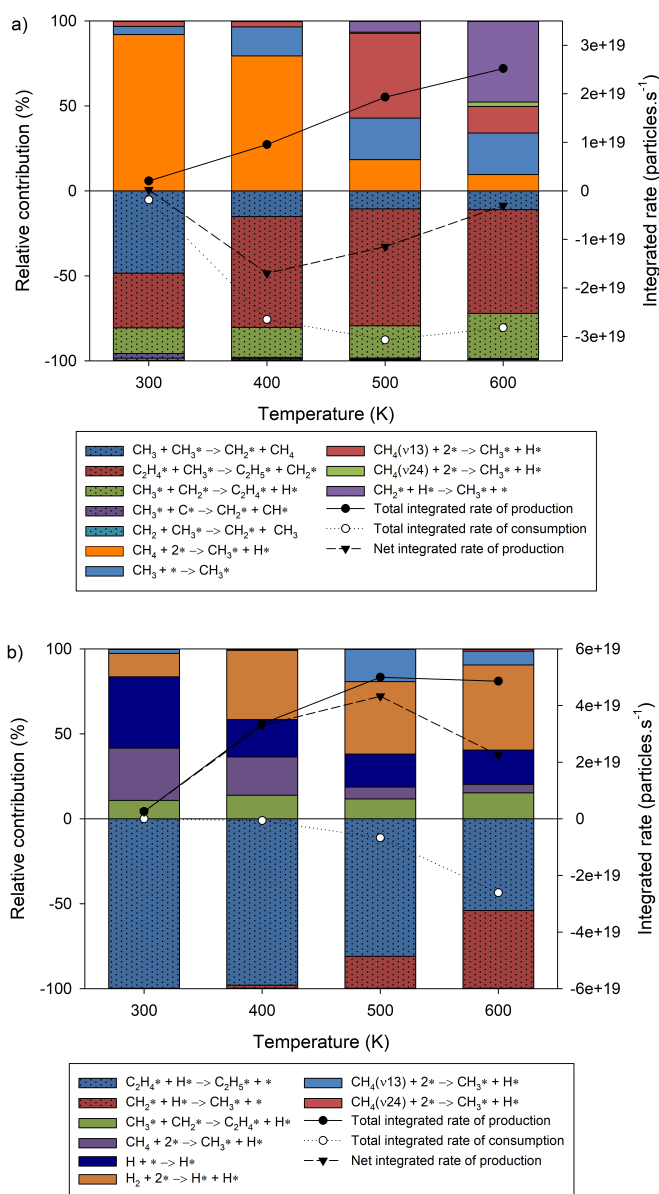 a)
100
50
0
-50
-100
Relative contribution (%)
3e+19
2e+19
1e+19
0
-1e+19
-2e+19
-3e+19
Integrated rate (particles.s⁻¹)
300 400 500 600
Temperature (K)
CH₃ + CH₃* –> CH₂* + CH₄
C₂H₄* + CH₃* –> C₂H₅* + CH₂*
CH₃* + CH₂* –> C₂H₄* + H*
CH₃* + C* –> CH₂* + CH*
CH₂ + CH₃* –> CH₂* + CH₃
CH₄ + 2* –> CH₃* + H*
CH₃ + * –> CH₃*
CH₄(ν13) + 2* –> CH₃* + H*
CH₄(ν24) + 2* –> CH₃* + H*
CH₂* + H* –> CH₃* + *
Total integrated rate of production
Total integrated rate of consumption
Net integrated rate of production
b)
100
50
0
-50
-100
Relative contribution (%)
6e+19
4e+19
2e+19
0
-2e+19
-4e+19
-6e+19
Integrated rate (particles.s⁻¹)
300 400 500 600
Temperature (K)
C₂H₄* + H* –> C₂H₅* + *
CH₂* + H* –> CH₃* + *
CH₃* + CH₂* –> C₂H₄* + H*
CH₄ + 2* –> CH₃* + H*
H + * –> H*
H₂ + 2* –> H* + H*
CH₄(ν13) + 2* –> CH₃* + H*
CH₄(ν24) + 2* –> CH₃* + H*
Total integrated rate of production
Total integrated rate of consumption
Net integrated rate of production